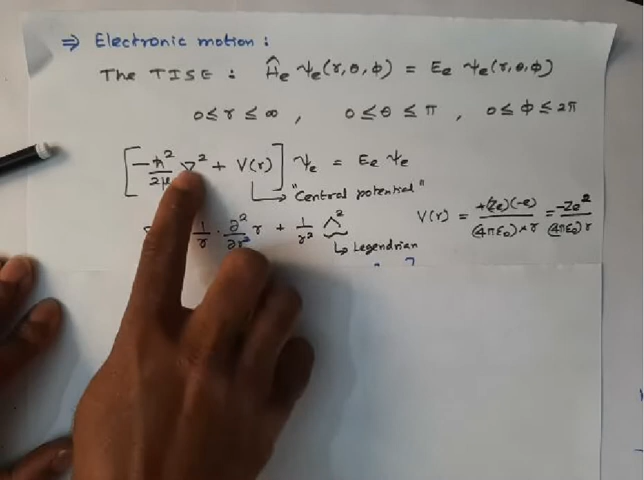 ⇒ Electronic motion :
The TISE : Ĥₑ ψₑ(r, θ, φ) = Eₑ ψₑ(r, θ, φ)
0 ≤ r ≤ ∞ , 0 ≤ θ ≤ π , 0 ≤ φ ≤ 2π
[-ħ²/2μ ∇² + V(r)] ψₑ = Eₑ ψₑ
↳ "Central potential"
1/r · ∂²/∂r² r + 1/r² Λ² V(r) = +(Ze)(-e)/(4πε₀)×r = -Ze²/(4πε₀)r
↳ Legendrian